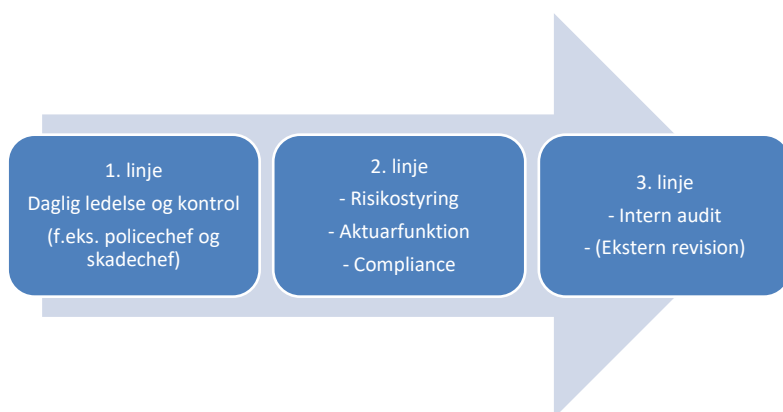 1. linje
Daglig ledelse og kontrol
(f.eks. policechef og
skadechef)
2. linje
- Risikostyring
- Aktuarfunktion
- Compliance
3. linje
- Intern audit
- (Ekstern revision)